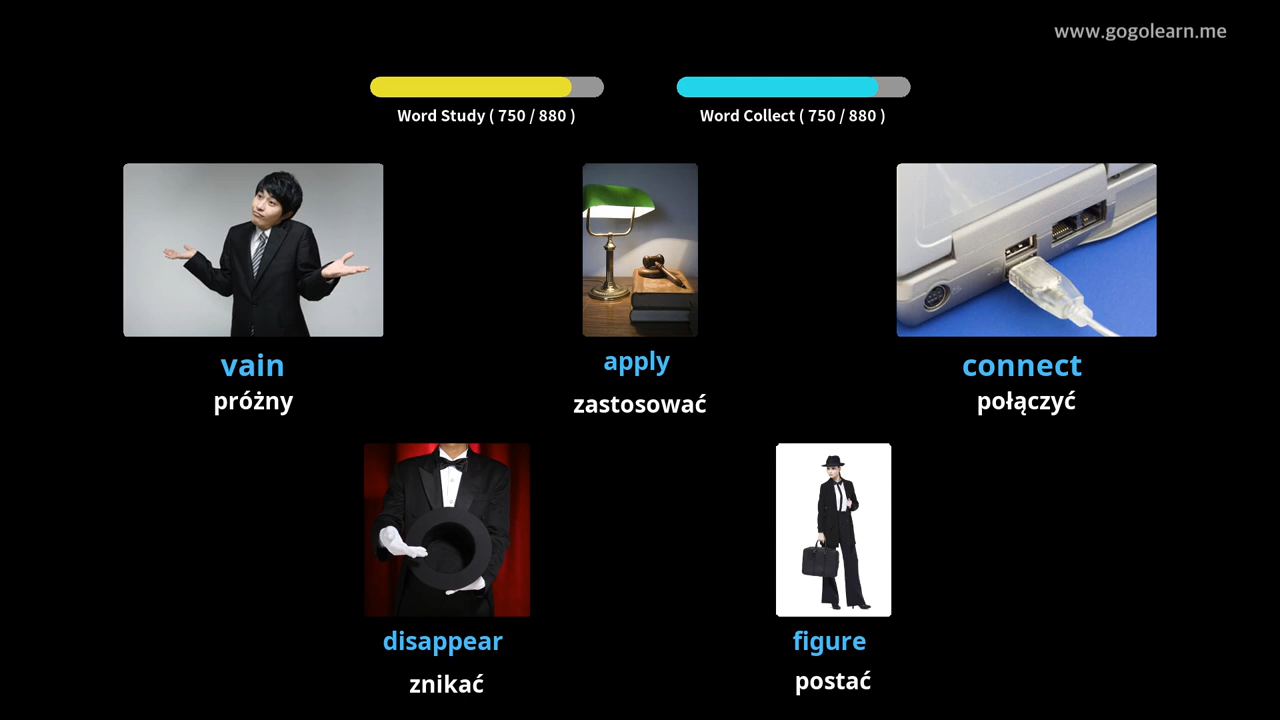 www.gogolearn.me
Word Study ( 750 / 880 )
Word Collect ( 750 / 880 )
vain
próżny
apply
zastosować
connect
połączyć
disappear
znikać
figure
postać